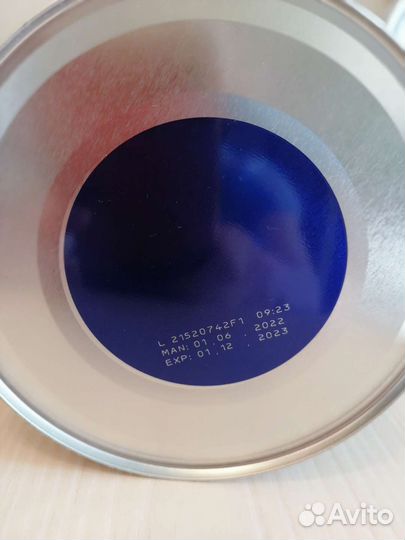 L 21520742F1 09:23
MAN: 01 . 06 . 2022
EXP: 01 . 12 . 2023
Avito